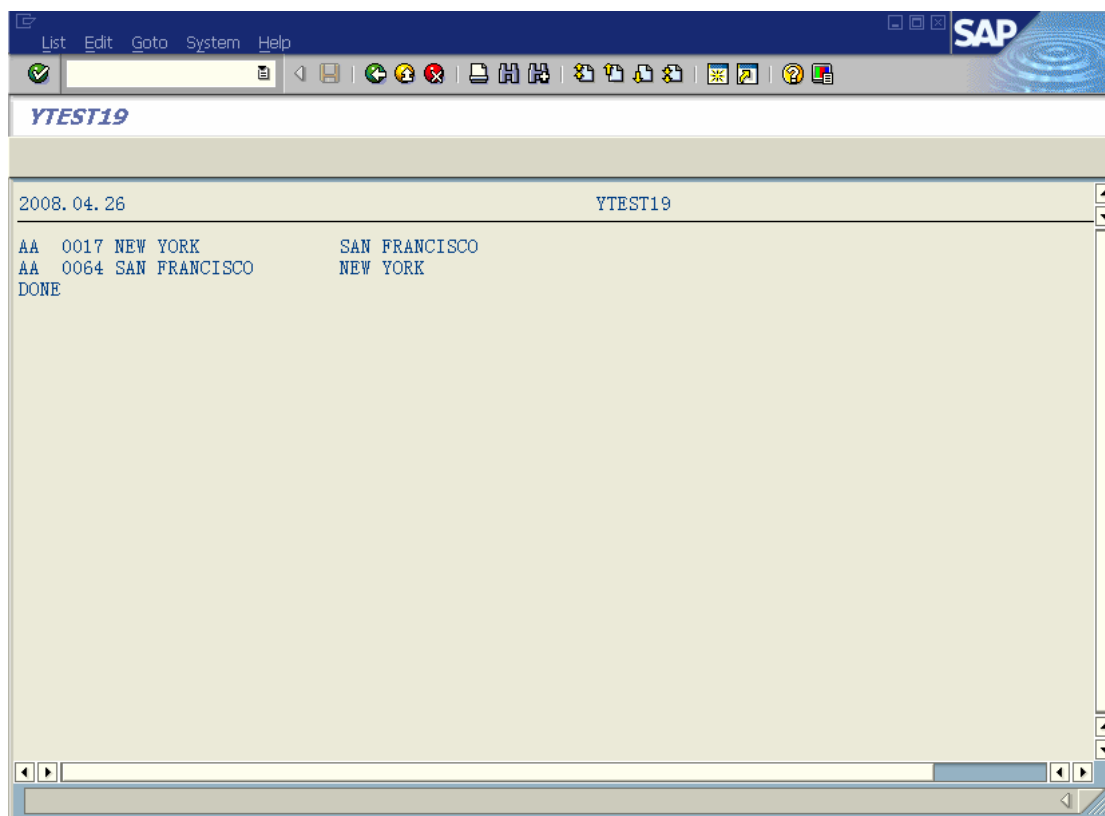 List Edit Goto System Help
SAP
YTEST19
2008.04.26 YTEST19
AA 0017 NEW YORK SAN FRANCISCO
AA 0064 SAN FRANCISCO NEW YORK
DONE